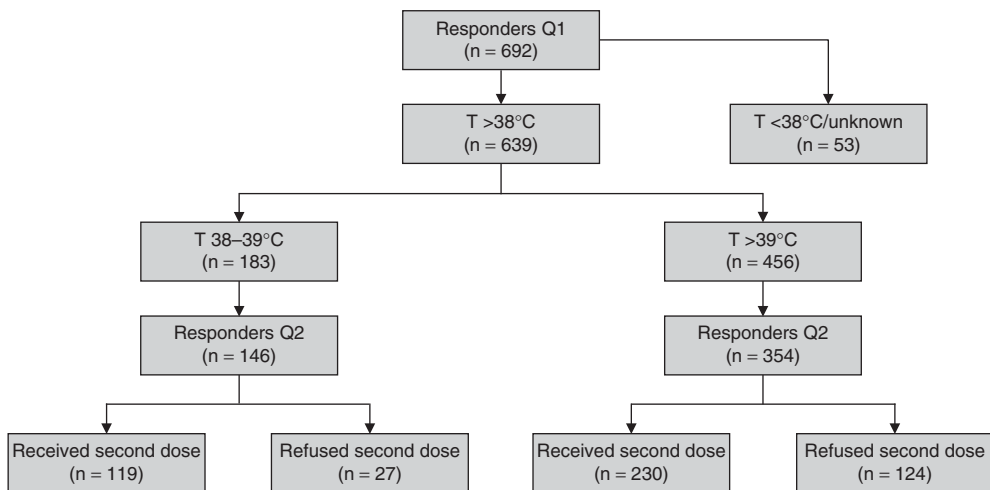 Responders Q1
(n = 692)
T >38°C
(n = 639)
T <38°C/unknown
(n = 53)
T 38–39°C
(n = 183)
T >39°C
(n = 456)
Responders Q2
(n = 146)
Responders Q2
(n = 354)
Received second dose
(n = 119)
Refused second dose
(n = 27)
Received second dose
(n = 230)
Refused second dose
(n = 124)